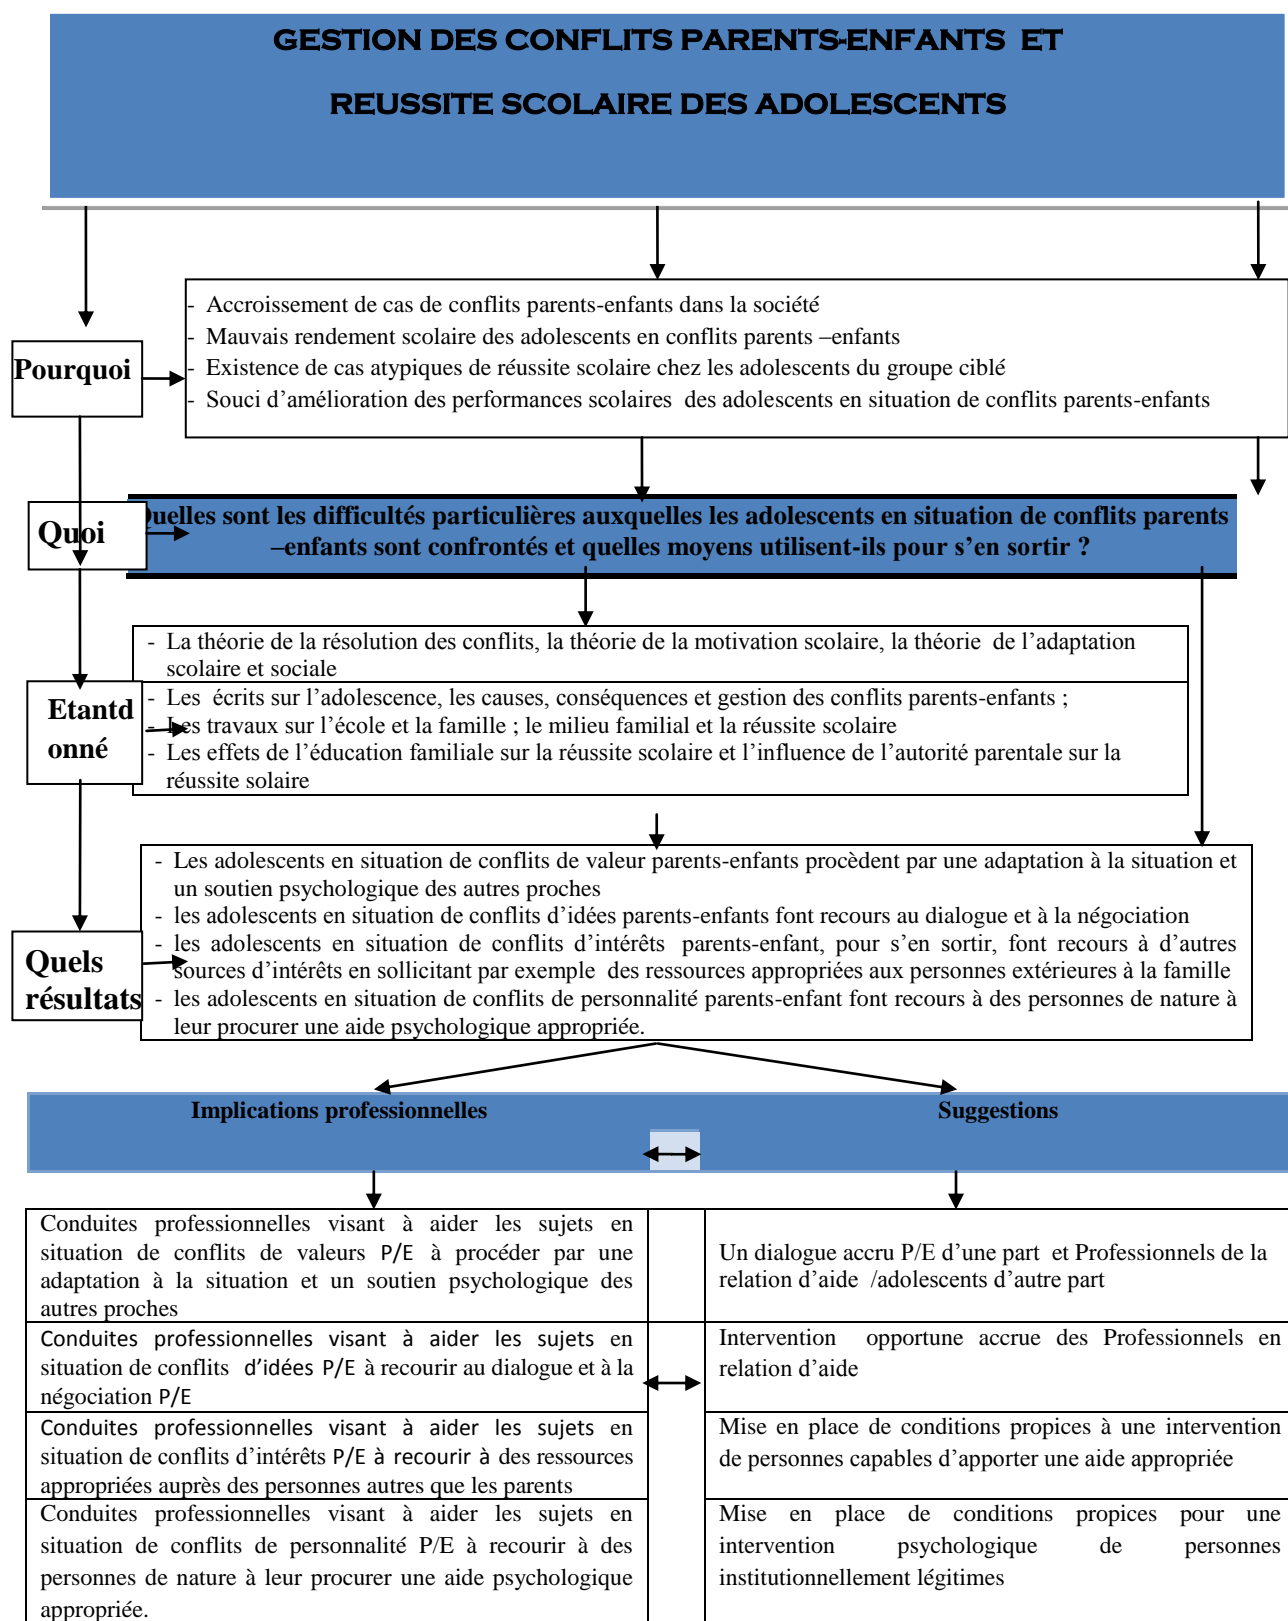 GESTION DES CONFLITS PARENTS-ENFANTS ET
REUSSITE SCOLAIRE DES ADOLESCENTS
Pourquoi
- Accroissement de cas de conflits parents-enfants dans la société
- Mauvais rendement scolaire des adolescents en conflits parents –enfants
- Existence de cas atypiques de réussite scolaire chez les adolescents du groupe ciblé
- Souci d’amélioration des performances scolaires des adolescents en situation de conflits parents-enfants
Quoi
Quelles sont les difficultés particulières auxquelles les adolescents en situation de conflits parents
–enfants sont confrontés et quelles moyens utilisent-ils pour s’en sortir ?
Etantd
onné
- La théorie de la résolution des conflits, la théorie de la motivation scolaire, la théorie de l’adaptation
scolaire et sociale
- Les écrits sur l’adolescence, les causes, conséquences et gestion des conflits parents-enfants ;
- Les travaux sur l’école et la famille ; le milieu familial et la réussite scolaire
- Les effets de l’éducation familiale sur la réussite scolaire et l’influence de l’autorité parentale sur la
réussite solaire
Quels
résultats
- Les adolescents en situation de conflits de valeur parents-enfants procèdent par une adaptation à la situation et
un soutien psychologique des autres proches
- les adolescents en situation de conflits d’idées parents-enfants font recours au dialogue et à la négociation
- les adolescents en situation de conflits d’intérêts parents-enfant, pour s’en sortir, font recours à d’autres
sources d’intérêts en sollicitant par exemple des ressources appropriées aux personnes extérieures à la famille
- les adolescents en situation de conflits de personnalité parents-enfant font recours à des personnes de nature à
leur procurer une aide psychologique appropriée.
Implications professionnelles
Suggestions
Conduites professionnelles visant à aider les sujets en
situation de conflits de valeurs P/E à procéder par une
adaptation à la situation et un soutien psychologique des
autres proches
Un dialogue accru P/E d’une part et Professionnels de la
relation d’aide /adolescents d’autre part
Conduites professionnelles visant à aider les sujets en
situation de conflits d’idées P/E à recourir au dialogue et à la
négociation P/E
Intervention opportune accrue des Professionnels en
relation d’aide
Conduites professionnelles visant à aider les sujets en
situation de conflits d’intérêts P/E à recourir à des ressources
appropriées auprès des personnes autres que les parents
Mise en place de conditions propices à une intervention
de personnes capables d’apporter une aide appropriée
Conduites professionnelles visant à aider les sujets en
situation de conflits de personnalité P/E à recourir à des
personnes de nature à leur procurer une aide psychologique
appropriée.
Mise en place de conditions propices pour une
intervention psychologique de personnes
institutionnellement légitimes